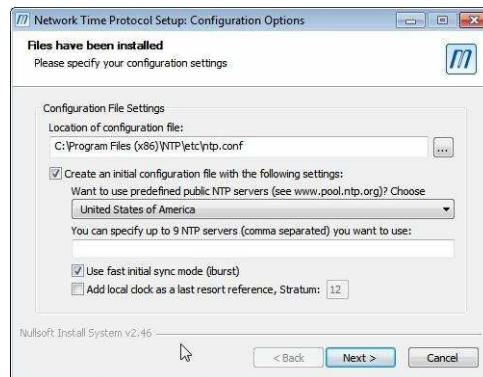 Network Time Protocol Setup: Configuration Options
Files have been installed
Please specify your configuration settings
m
Configuration File Settings
Location of configuration file:
C:\Program Files (x86)\NTP\etc\ntp.conf
...
Create an initial configuration file with the following settings:
Want to use predefined public NTP servers (see www.pool.ntp.org)? Choose
United States of America
You can specify up to 9 NTP servers (comma separated) you want to use:
Use fast initial sync mode (iburst)
Add local clock as a last resort reference, Stratum: 12
Nullsoft Install System v2.46
< Back Next > Cancel